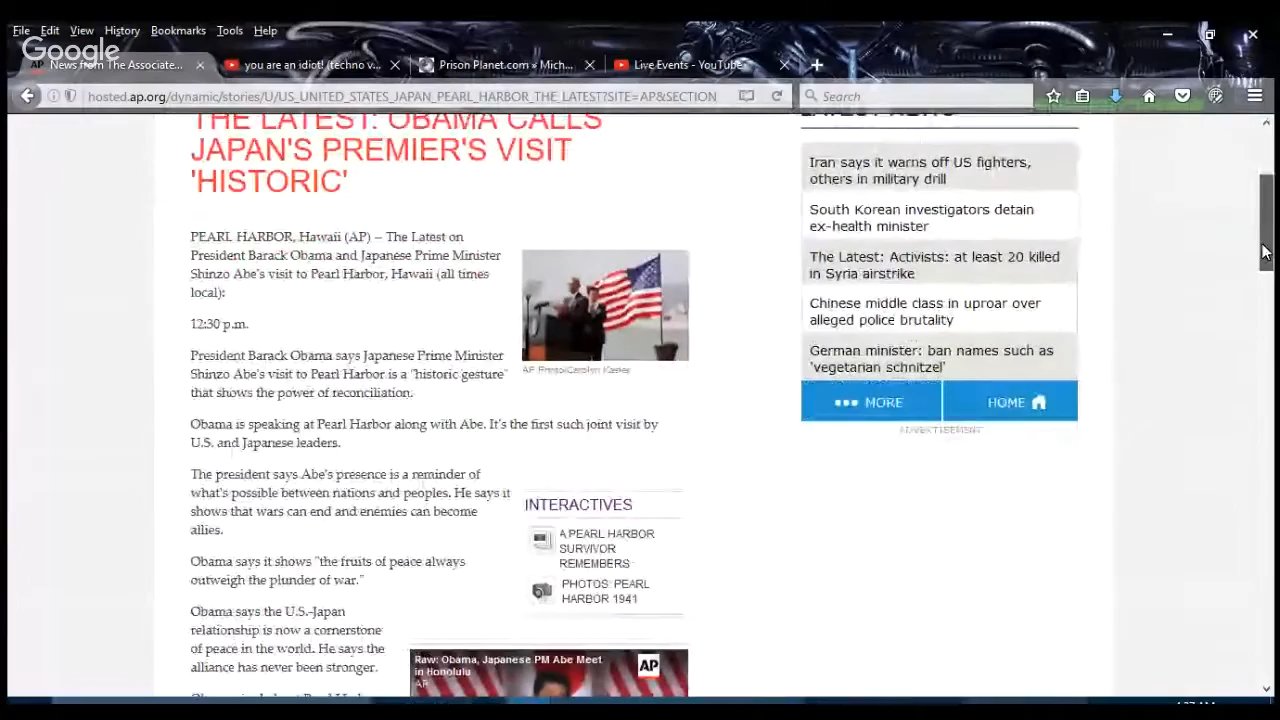 File Edit View History Bookmarks Tools Help
Google
News from The Associate...
you are an idiot! (techno v...
Prison Planet.com » Mich...
Live Events - YouTube
hosted.ap.org/dynamic/stories/U/US_UNITED_STATES_JAPAN_PEARL_HARBOR_THE_LATEST?SITE=AP&SECTION
Search
THE LATEST: OBAMA CALLS
JAPAN'S PREMIER'S VISIT
'HISTORIC'
PEARL HARBOR, Hawaii (AP) -- The Latest on
President Barack Obama and Japanese Prime Minister
Shinzo Abe's visit to Pearl Harbor, Hawaii (all times
local):
12:30 p.m.
President Barack Obama says Japanese Prime Minister
Shinzo Abe's visit to Pearl Harbor is a "historic gesture"
that shows the power of reconciliation.
Obama is speaking at Pearl Harbor along with Abe. It's the first such joint visit by
U.S. and Japanese leaders.
The president says Abe's presence is a reminder of
what's possible between nations and peoples. He says it
shows that wars can end and enemies can become
allies.
Obama says it shows "the fruits of peace always
outweigh the plunder of war."
Obama says the U.S.-Japan
relationship is now a cornerstone
of peace in the world. He says the
alliance has never been stronger.
AP Photo/Carolyn Kaster
INTERACTIVES
A PEARL HARBOR
SURVIVOR
REMEMBERS
PHOTOS: PEARL
HARBOR 1941
Raw: Obama, Japanese PM Abe Meet
in Honolulu
AP
AP
LATEST NEWS
Iran says it warns off US fighters,
others in military drill
South Korean investigators detain
ex-health minister
The Latest: Activists: at least 20 killed
in Syria airstrike
Chinese middle class in uproar over
alleged police brutality
German minister: ban names such as
'vegetarian schnitzel'
MORE
HOME
ADVERTISEMENT